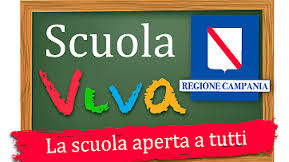 Scuola
Viva
REGIONE CAMPANIA
La scuola aperta a tutti